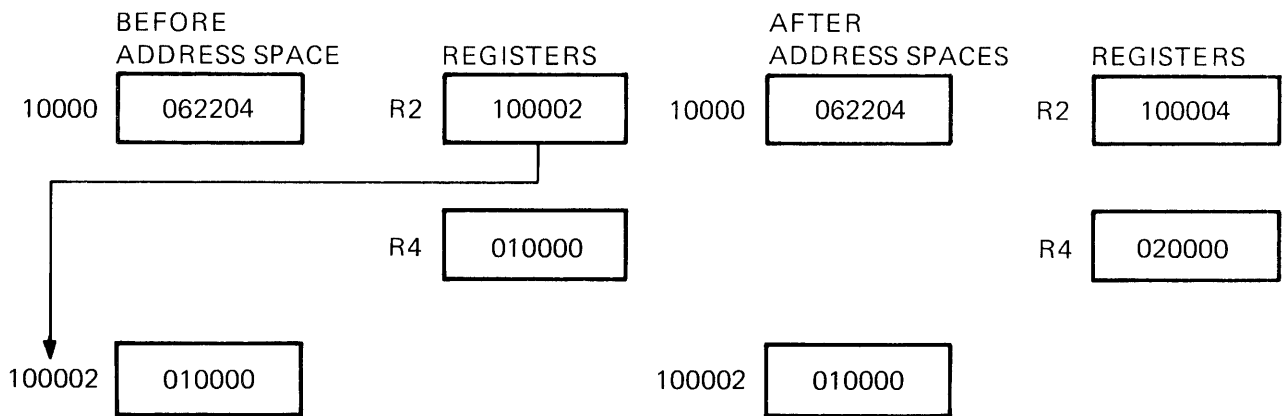 BEFORE
ADDRESS SPACE REGISTERS
10000 062204 R2 100002
R4 010000
100002 010000
AFTER
ADDRESS SPACES REGISTERS
10000 062204 R2 100004
R4 020000
100002 010000